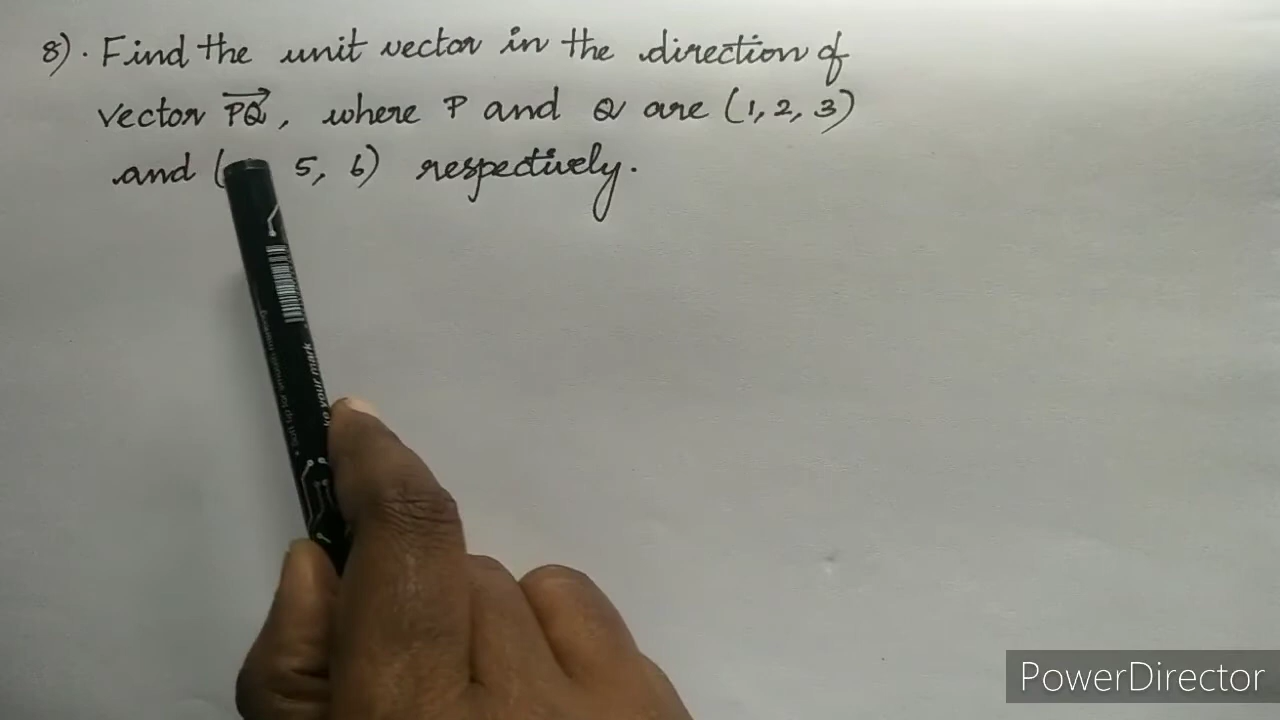 8). Find the unit vector in the direction of
vector PQ, where P and Q are (1, 2, 3)
and ( 5, 6) respectively.
PowerDirector